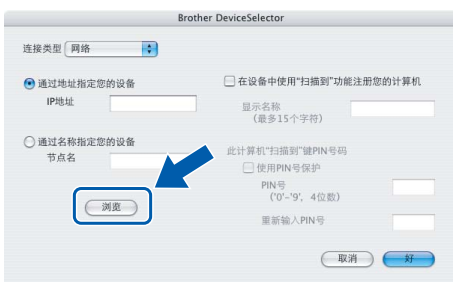 Brother DeviceSelector
连接类型 网络
通过地址指定您的设备
IP地址
通过名称指定您的设备
节点名
浏览
在设备中使用“扫描到”功能注册您的计算机
显示名称
(最多15个字符)
此计算机“扫描到”键PIN号码
使用PIN号保护
PIN号
('0'-'9', 4位数)
重新输入PIN号
取消 好